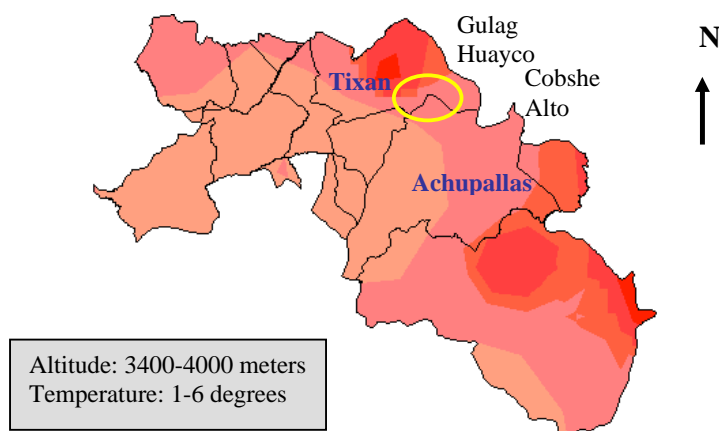 Gulag
Huayco
N
Cobshe
Alto
Tixan
Achupallas
Altitude: 3400-4000 meters
Temperature: 1-6 degrees